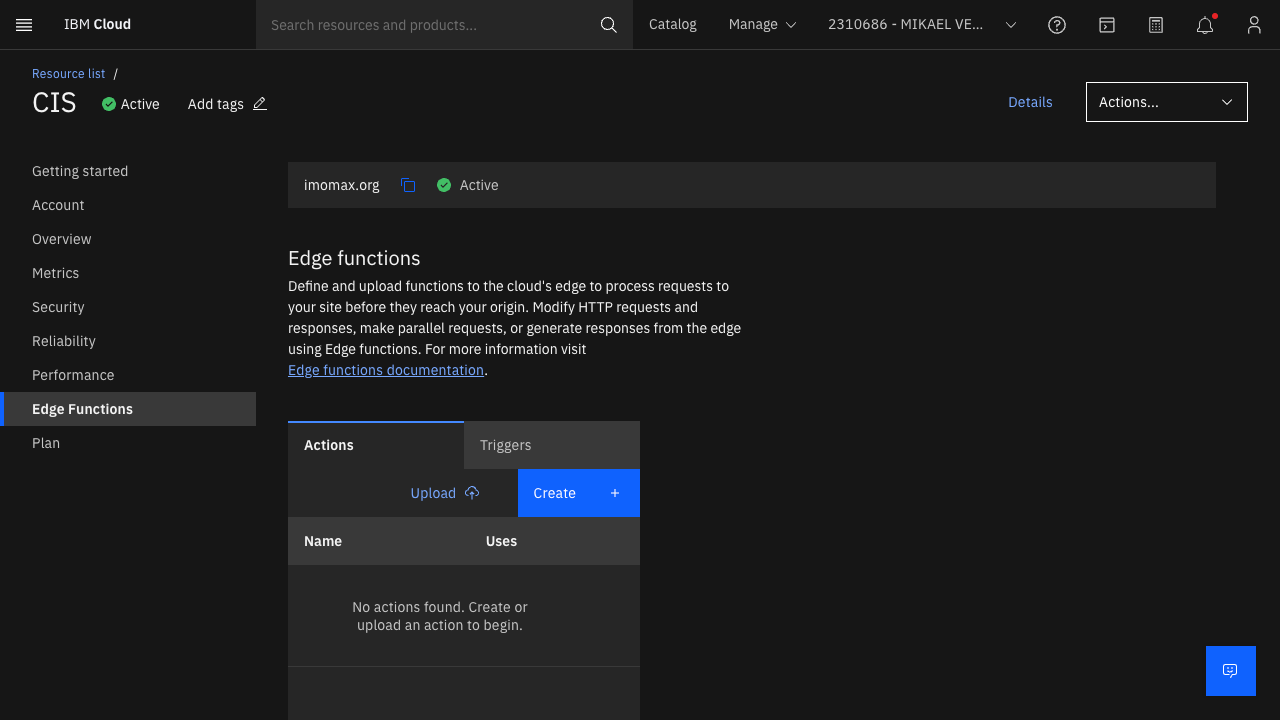 IBM Cloud
Search resources and products...
Catalog
Manage
2310686 - MIKAEL VE...
Resource list /
CIS
Active
Add tags
Details
Actions...
Getting started
Account
Overview
Metrics
Security
Reliability
Performance
Edge Functions
Plan
imomax.org
Active
Edge functions
Define and upload functions to the cloud's edge to process requests to
your site before they reach your origin. Modify HTTP requests and
responses, make parallel requests, or generate responses from the edge
using Edge functions. For more information visit
Edge functions documentation.
Actions
Triggers
Upload
Create +
Name
Uses
No actions found. Create or
upload an action to begin.